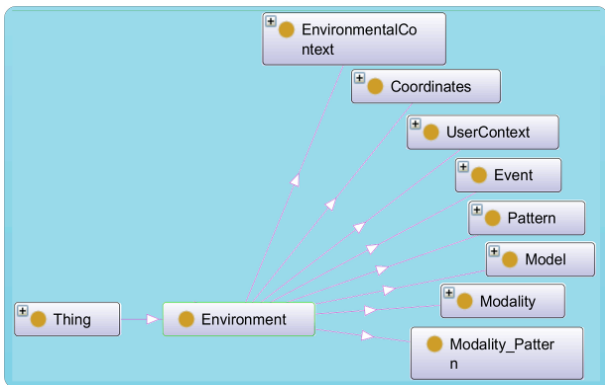 EnvironmentalCo
ntext
Coordinates
UserContext
Event
Pattern
Model
Thing
Environment
Modality
Modality_Patter
n